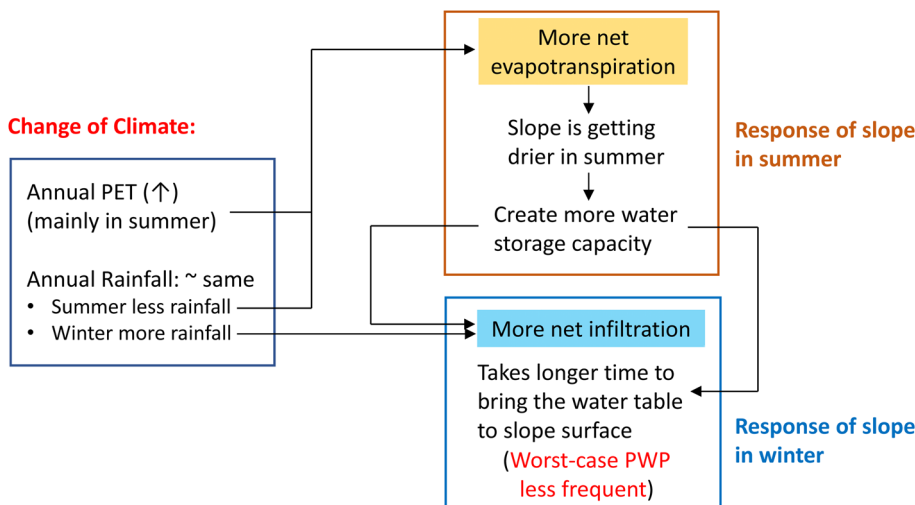 Change of Climate:
Annual PET (↑)
(mainly in summer)
Annual Rainfall: ~ same
• Summer less rainfall
• Winter more rainfall
More net
evapotranspiration
Slope is getting
drier in summer
Create more water
storage capacity
Response of slope
in summer
More net infiltration
Takes longer time to
bring the water table
to slope surface
(Worst-case PWP
less frequent)
Response of slope
in winter